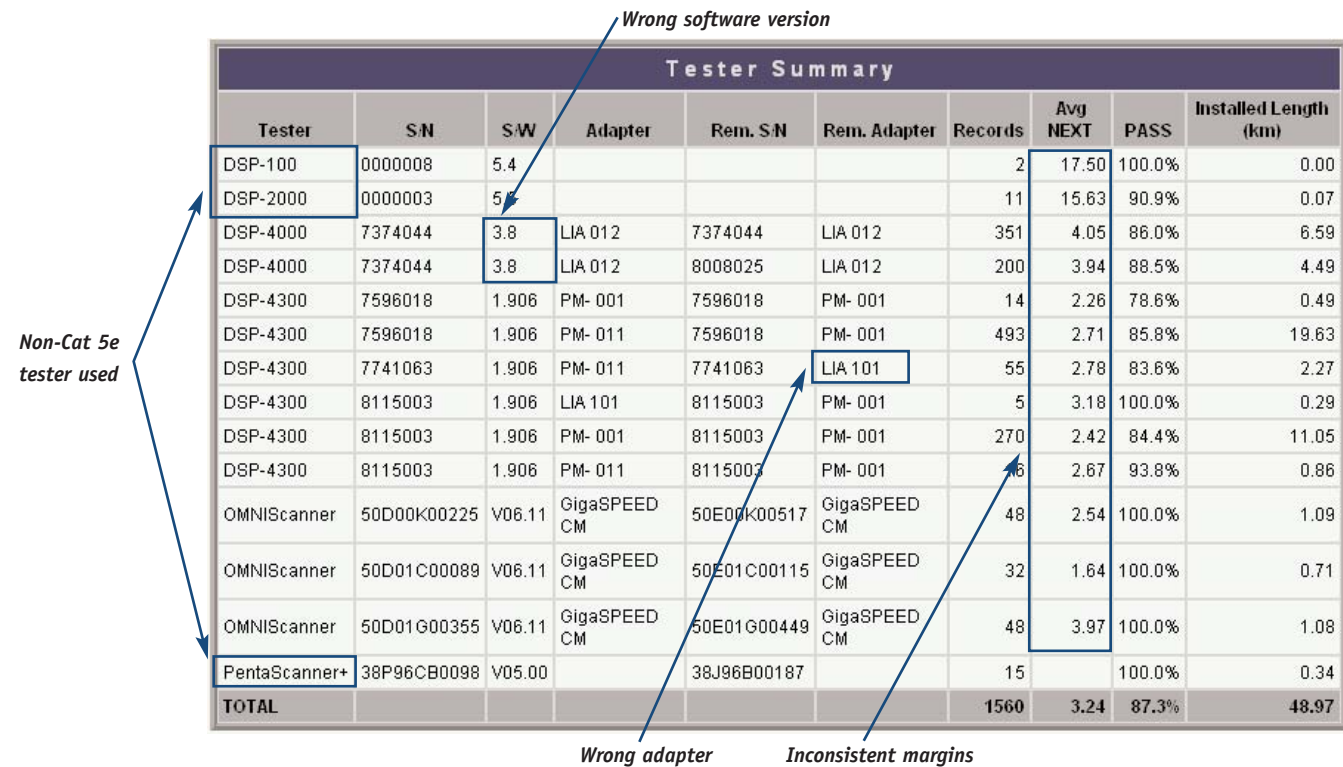 Wrong software version
Tester Summary
Tester S/N S/W Adapter Rem. S/N Rem. Adapter Records Avg NEXT PASS Installed Length (km)
DSP-100 0000008 5.4 2 17.50 100.0% 0.00
DSP-2000 0000003 11 15.63 90.9% 0.07
DSP-4000 7374044 3.8 LIA 012 7374044 LIA 012 351 4.05 86.0% 6.59
DSP-4000 7374044 3.8 LIA 012 8008025 LIA 012 200 3.94 88.5% 4.49
DSP-4300 7596018 1.906 PM- 001 7596018 PM- 001 14 2.26 78.6% 0.49
DSP-4300 7596018 1.906 PM- 011 7596018 PM- 001 493 2.71 85.8% 19.63
Non-Cat 5e
tester used
DSP-4300 7741063 1.906 PM- 011 7741063 LIA 101 55 2.78 83.6% 2.27
DSP-4300 8115003 1.906 LIA 101 8115003 PM- 001 5 3.18 100.0% 0.29
DSP-4300 8115003 1.906 PM- 001 8115003 PM- 001 270 2.42 84.4% 11.05
DSP-4300 8115003 1.906 PM- 011 8115003 PM- 001 2.67 93.8% 0.86
OMNIScanner 50D00K00225 V06.11 GigaSPEED CM 50E00K00517 GigaSPEED CM 48 2.54 100.0% 1.09
OMNIScanner 50D01C00089 V06.11 GigaSPEED CM 50E01C00115 GigaSPEED CM 32 1.64 100.0% 0.71
OMNIScanner 50D01G00355 V06.11 GigaSPEED CM 50E01G00449 GigaSPEED CM 48 3.97 100.0% 1.08
PentaScanner+ 38P96CB0098 V05.00 38J96B00187 15 100.0% 0.34
TOTAL 1560 3.24 87.3% 48.97
Wrong adapter
Inconsistent margins